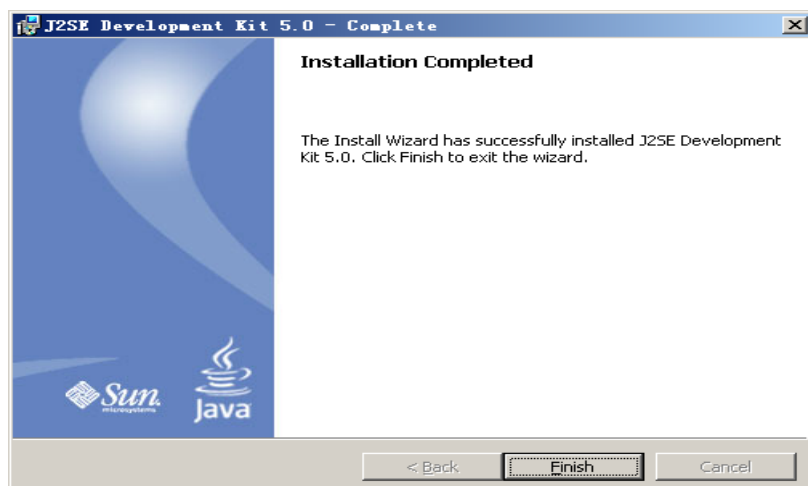 J2SE Development Kit 5.0 - Complete
Installation Completed
The Install Wizard has successfully installed J2SE Development
Kit 5.0. Click Finish to exit the wizard.
Sun
microsystems
Java
< Back
Finish
Cancel